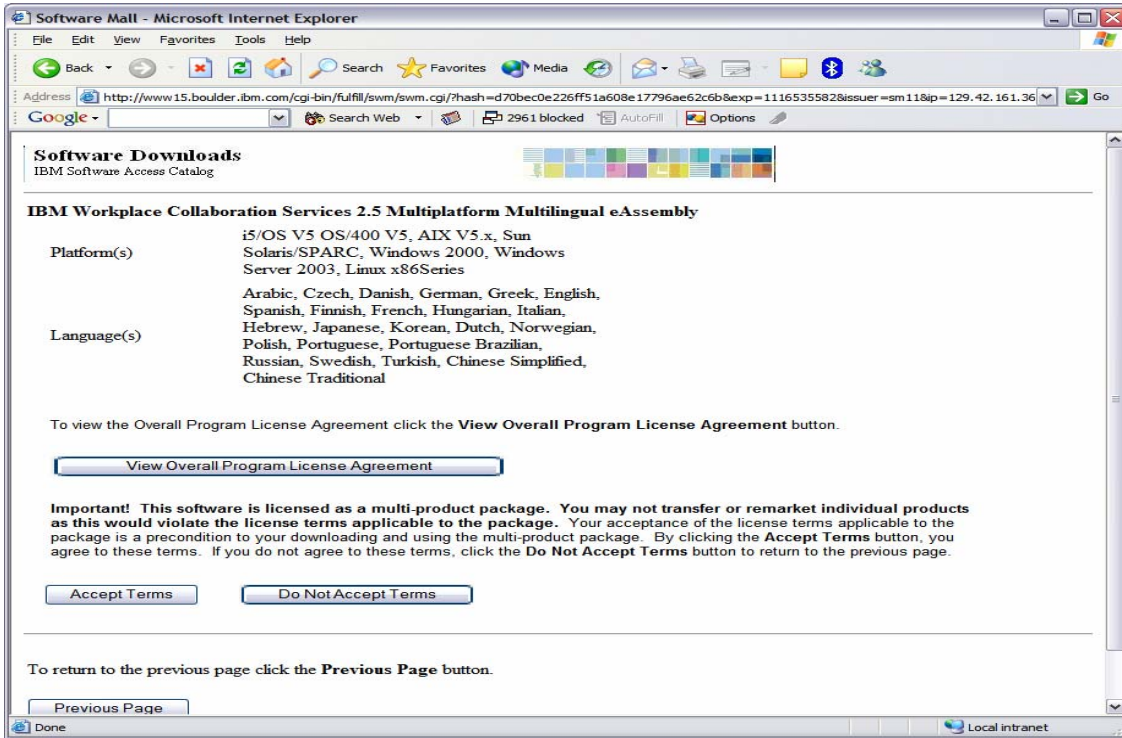 Software Mall - Microsoft Internet Explorer
File Edit View Favorites Tools Help
Back Search Favorites Media
Address http://www15.boulder.ibm.com/cgi-bin/fulfill/swm/swm.cgi/?hash=d70bec0e226ff51a608e17796ae62c6b&exp=1116535582&issuer=sm11&ip=129.42.161.36 Go
Google Search Web 2961 blocked AutoFill Options
Software Downloads
IBM Software Access Catalog
IBM Workplace Collaboration Services 2.5 Multiplatform Multilingual eAssembly
Platform(s)
i5/OS V5 OS/400 V5, AIX V5.x, Sun
Solaris/SPARC, Windows 2000, Windows
Server 2003, Linux x86Series
Language(s)
Arabic, Czech, Danish, German, Greek, English,
Spanish, Finnish, French, Hungarian, Italian,
Hebrew, Japanese, Korean, Dutch, Norwegian,
Polish, Portuguese, Portuguese Brazilian,
Russian, Swedish, Turkish, Chinese Simplified,
Chinese Traditional
To view the Overall Program License Agreement click the View Overall Program License Agreement button.
View Overall Program License Agreement
Important! This software is licensed as a multi-product package. You may not transfer or remarket individual products
as this would violate the license terms applicable to the package. Your acceptance of the license terms applicable to the
package is a precondition to your downloading and using the multi-product package. By clicking the Accept Terms button, you
agree to these terms. If you do not agree to these terms, click the Do Not Accept Terms button to return to the previous page.
Accept Terms Do Not Accept Terms
To return to the previous page click the Previous Page button.
Previous Page
Done Local intranet